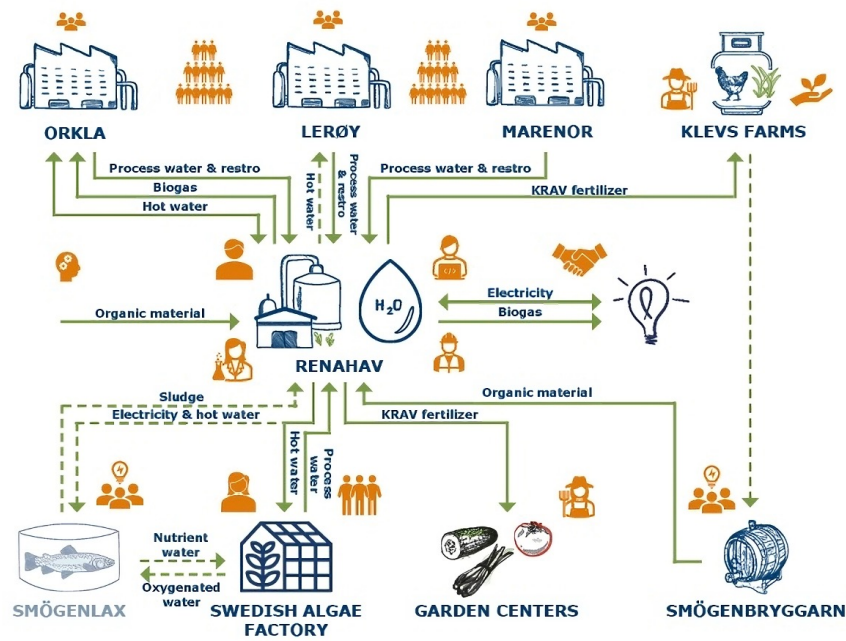 ORKLA
LERØY
MARENOR
KLEVS FARMS
Process water & restro
Biogas
Hot water
Hot water
Process water
& restro
Process water & restro
KRAV fertilizer
H₂O
Organic material
Electricity
Biogas
RENAHAV
Sludge
Electricity & hot water
KRAV fertilizer
Organic material
Hot water
Process
water
Nutrient
water
Oxygenated
water
SMÖGENLAX
SWEDISH ALGAE
FACTORY
GARDEN CENTERS
SMÖGENBRYGGARN